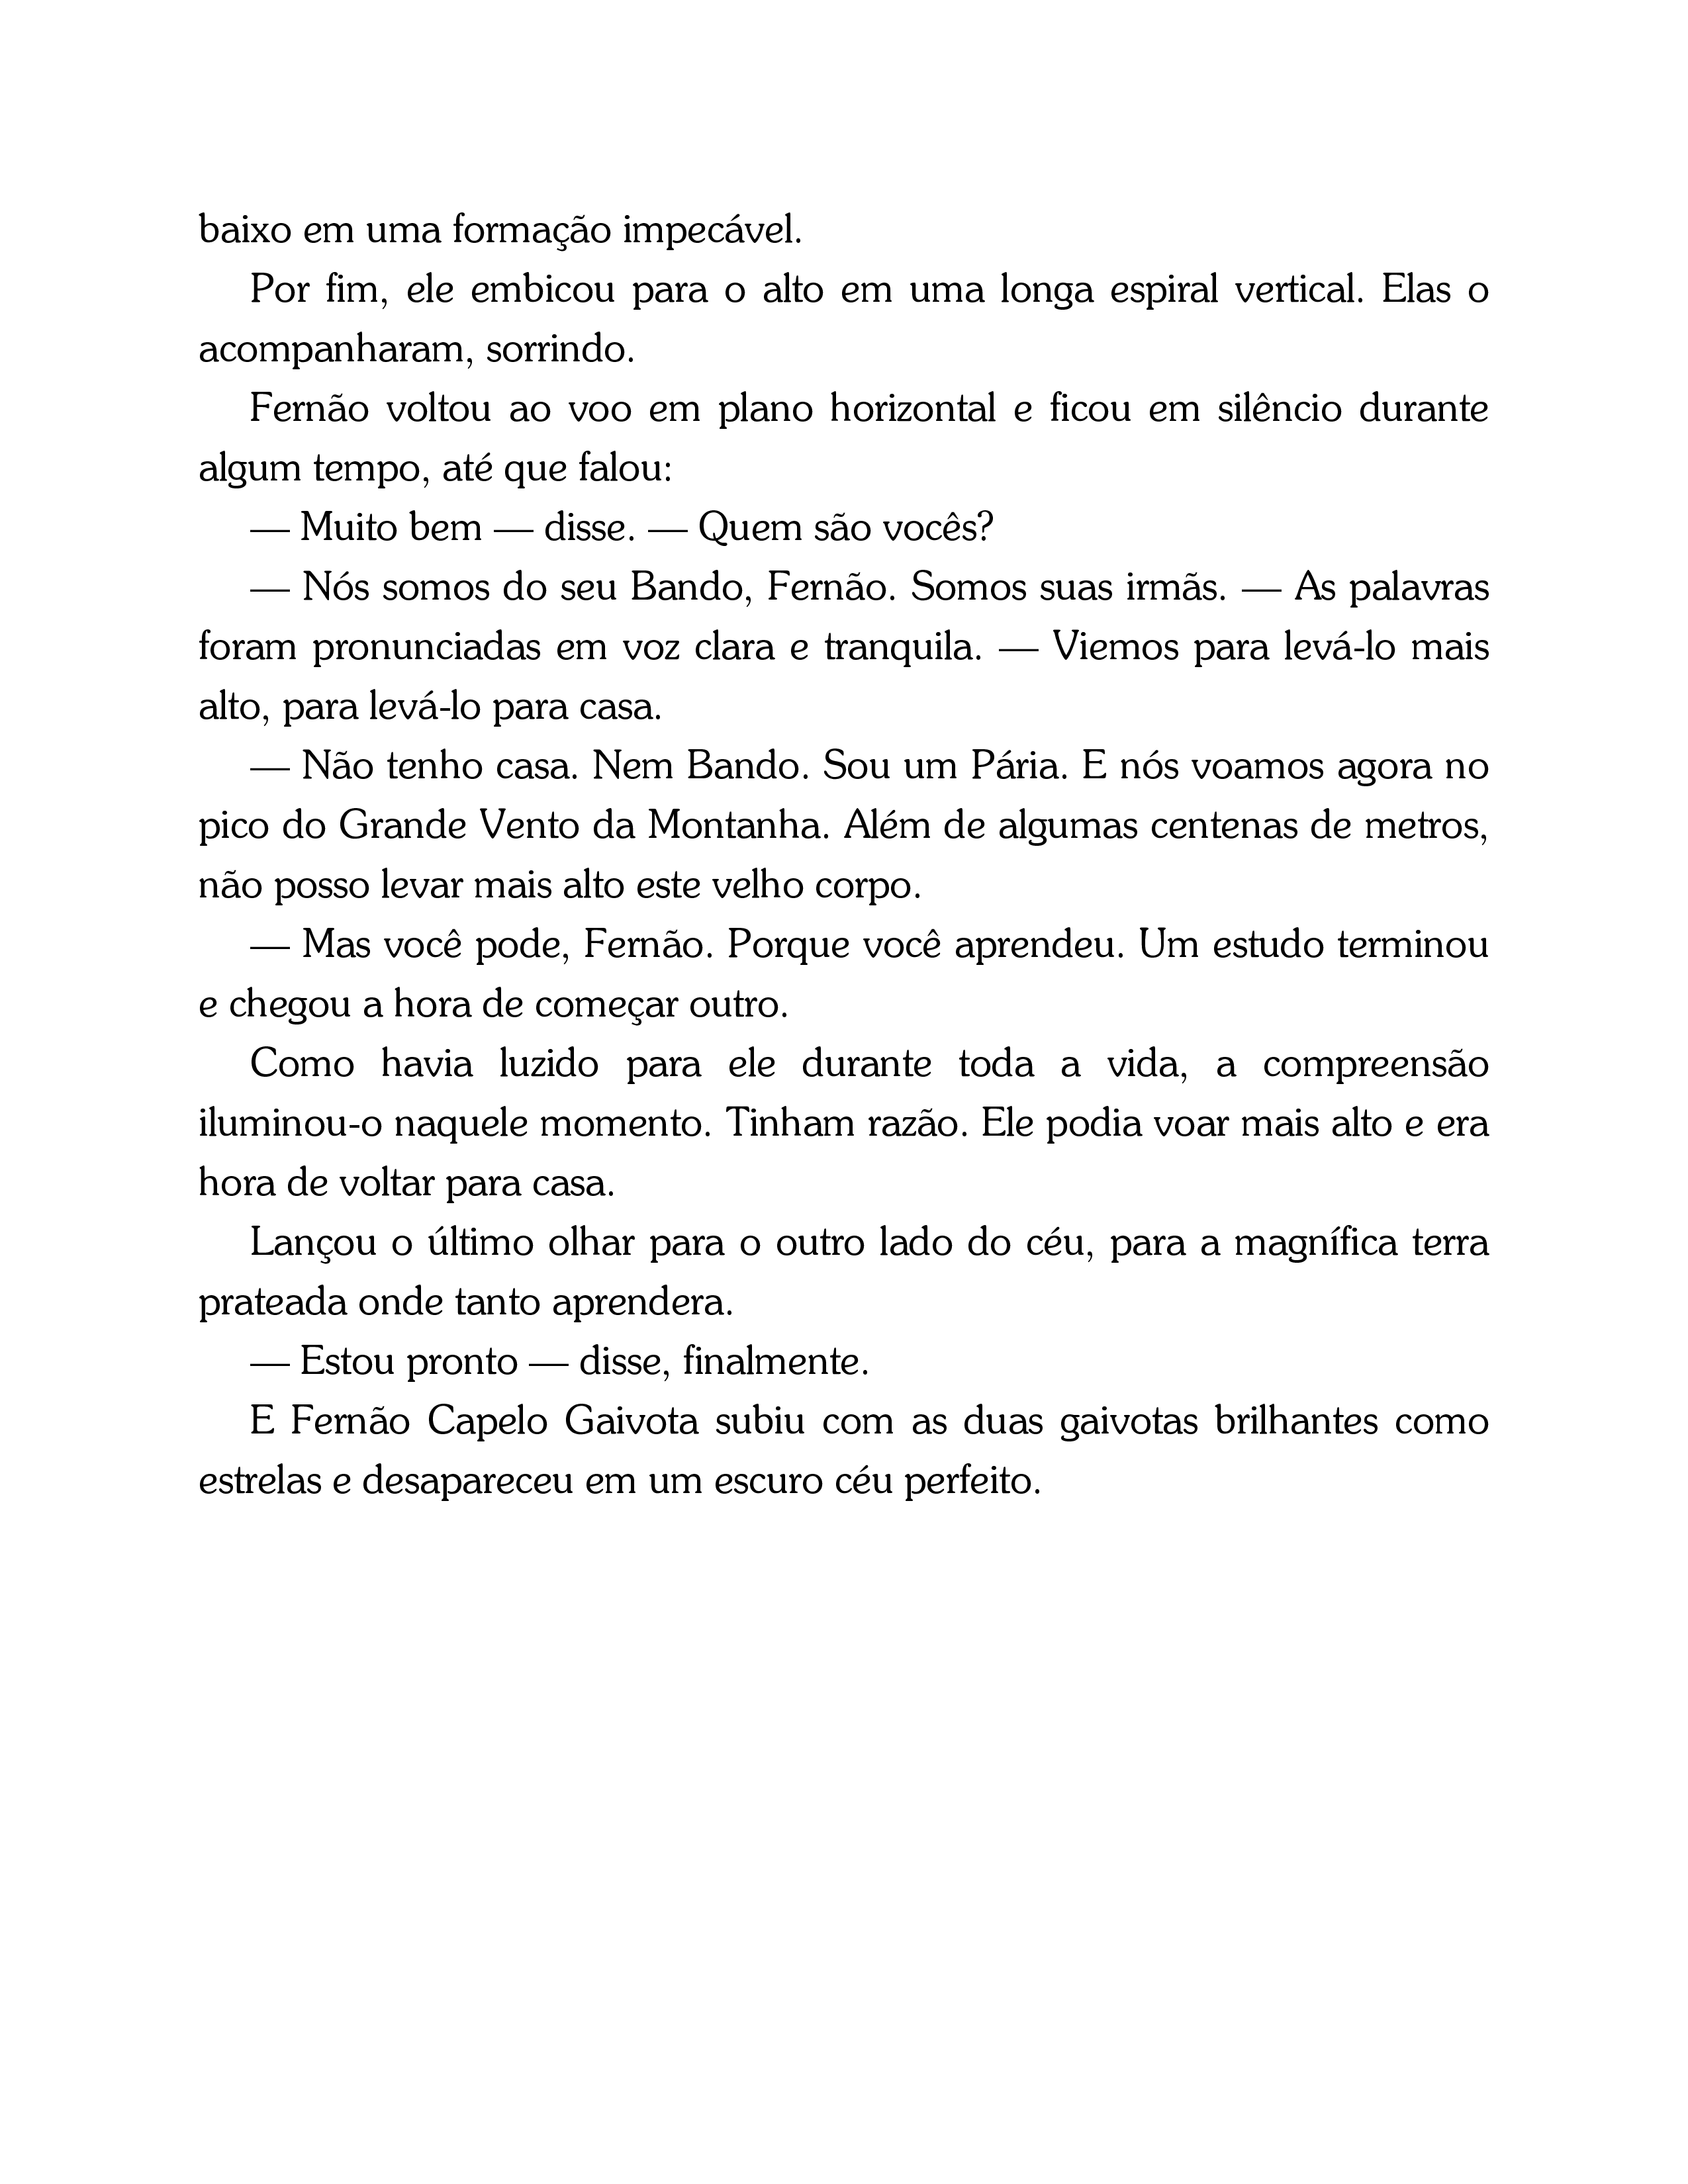 baixo em uma formação impecável.
Por fim, ele embicou para o alto em uma longa espiral vertical. Elas o
acompanharam, sorrindo.
Fernão voltou ao voo em plano horizontal e ficou em silêncio durante
algum tempo, até que falou:
— Muito bem — disse. — Quem são vocês?
— Nós somos do seu Bando, Fernão. Somos suas irmãs. — As palavras
foram pronunciadas em voz clara e tranquila. — Viemos para levá-lo mais
alto, para levá-lo para casa.
— Não tenho casa. Nem Bando. Sou um Pária. E nós voamos agora no
pico do Grande Vento da Montanha. Além de algumas centenas de metros,
não posso levar mais alto este velho corpo.
— Mas você pode, Fernão. Porque você aprendeu. Um estudo terminou
e chegou a hora de começar outro.
Como havia luzido para ele durante toda a vida, a compreensão
iluminou-o naquele momento. Tinham razão. Ele podia voar mais alto e era
hora de voltar para casa.
Lançou o último olhar para o outro lado do céu, para a magnífica terra
prateada onde tanto aprendera.
— Estou pronto — disse, finalmente.
E Fernão Capelo Gaivota subiu com as duas gaivotas brilhantes como
estrelas e desapareceu em um escuro céu perfeito.